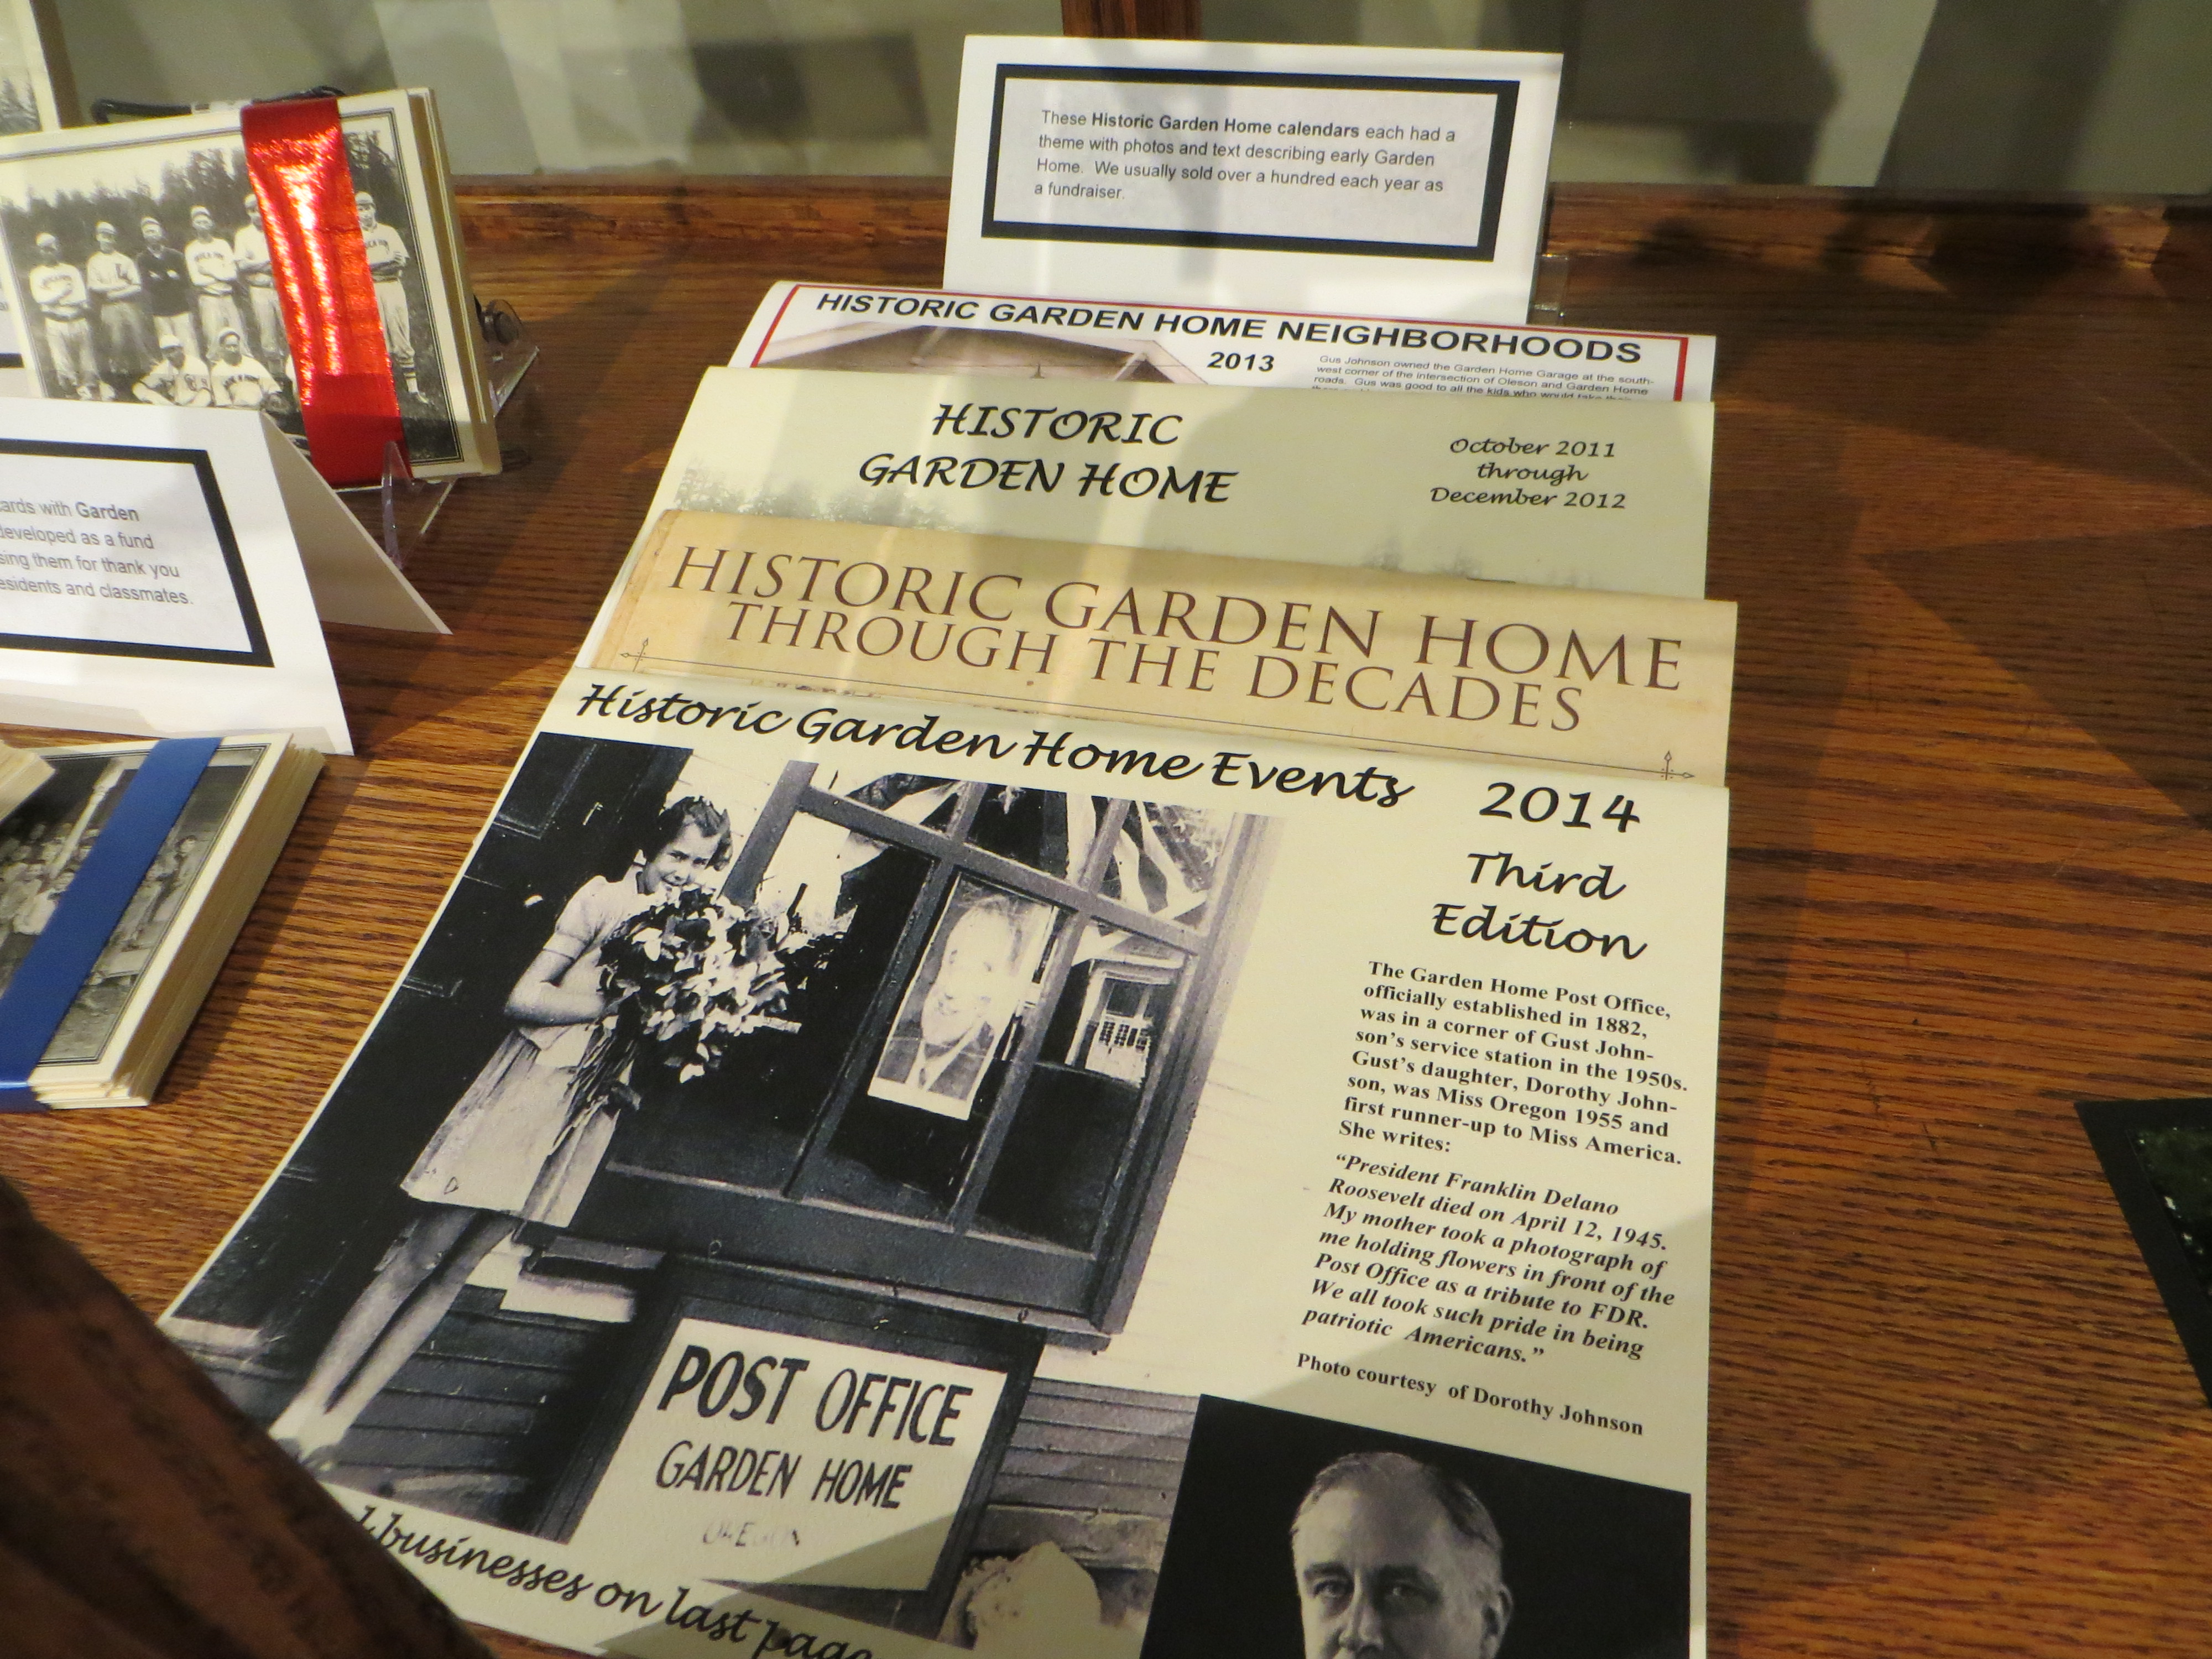 These Historic Garden Home calendars each had a
theme with photos and text describing early Garden
Home. We usually sold over a hundred each year as
a fundraiser.
HISTORIC GARDEN HOME NEIGHBORHOODS
2013
Gus Johnson owned the Garden Home Garage at the south-
west corner of the intersection of Oleson and Garden Home
roads. Gus was good to all the kids who would take their
HISTORIC
GARDEN HOME
October 2011
through
December 2012
HISTORIC GARDEN HOME
THROUGH THE DECADES
Historic Garden Home Events 2014
Third
Edition
The Garden Home Post Office,
officially established in 1882,
was in a corner of Gust John-
son's service station in the 1950s.
Gust's daughter, Dorothy John-
son, was Miss Oregon 1955 and
first runner-up to Miss America.
She writes:
"President Franklin Delano
Roosevelt died on April 12, 1945.
My mother took a photograph of
me holding flowers in front of the
Post Office as a tribute to FDR.
We all took such pride in being
patriotic Americans."
Photo courtesy of Dorothy Johnson
POST OFFICE
GARDEN HOME
OREGON
businesses on last page
cards with Garden
developed as a fund
sing them for thank you
esidents and classmates.